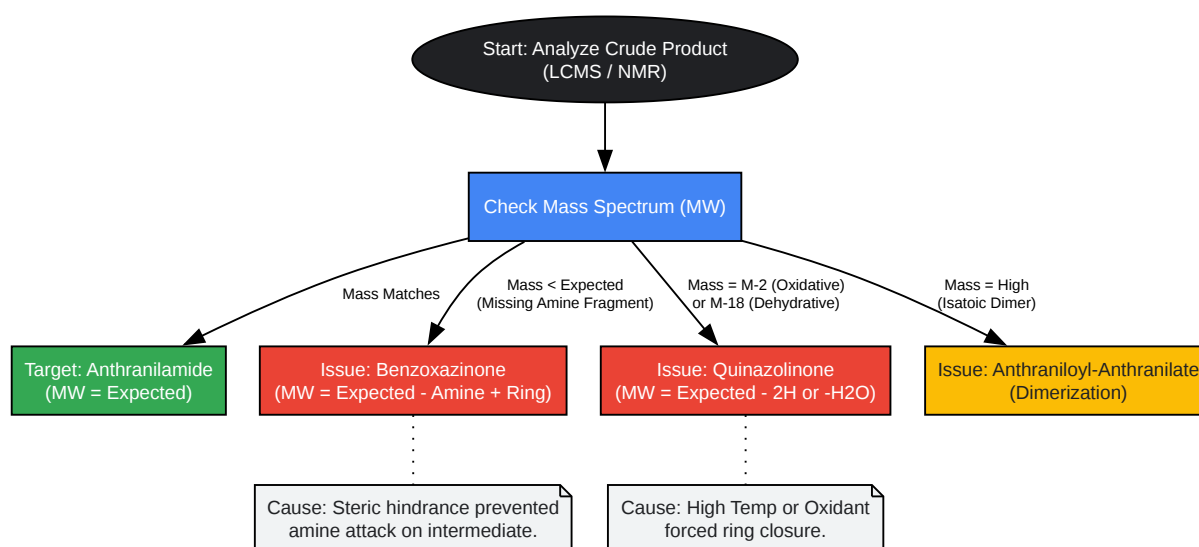 Start: Analyze Crude Product
(LCMS / NMR)
Check Mass Spectrum (MW)
Mass Matches
Mass < Expected
(Missing Amine Fragment)
Mass = M-2 (Oxidative)
or M-18 (Dehydrative)
Mass = High
(Isatoic Dimer)
Target: Anthranilamide
(MW = Expected)
Issue: Benzoxazinone
(MW = Expected - Amine + Ring)
Issue: Quinazolinone
(MW = Expected - 2H or -H2O)
Issue: Anthraniloyl-Anthranilate
(Dimerization)
Cause: Steric hindrance prevented
amine attack on intermediate.
Cause: High Temp or Oxidant
forced ring closure.